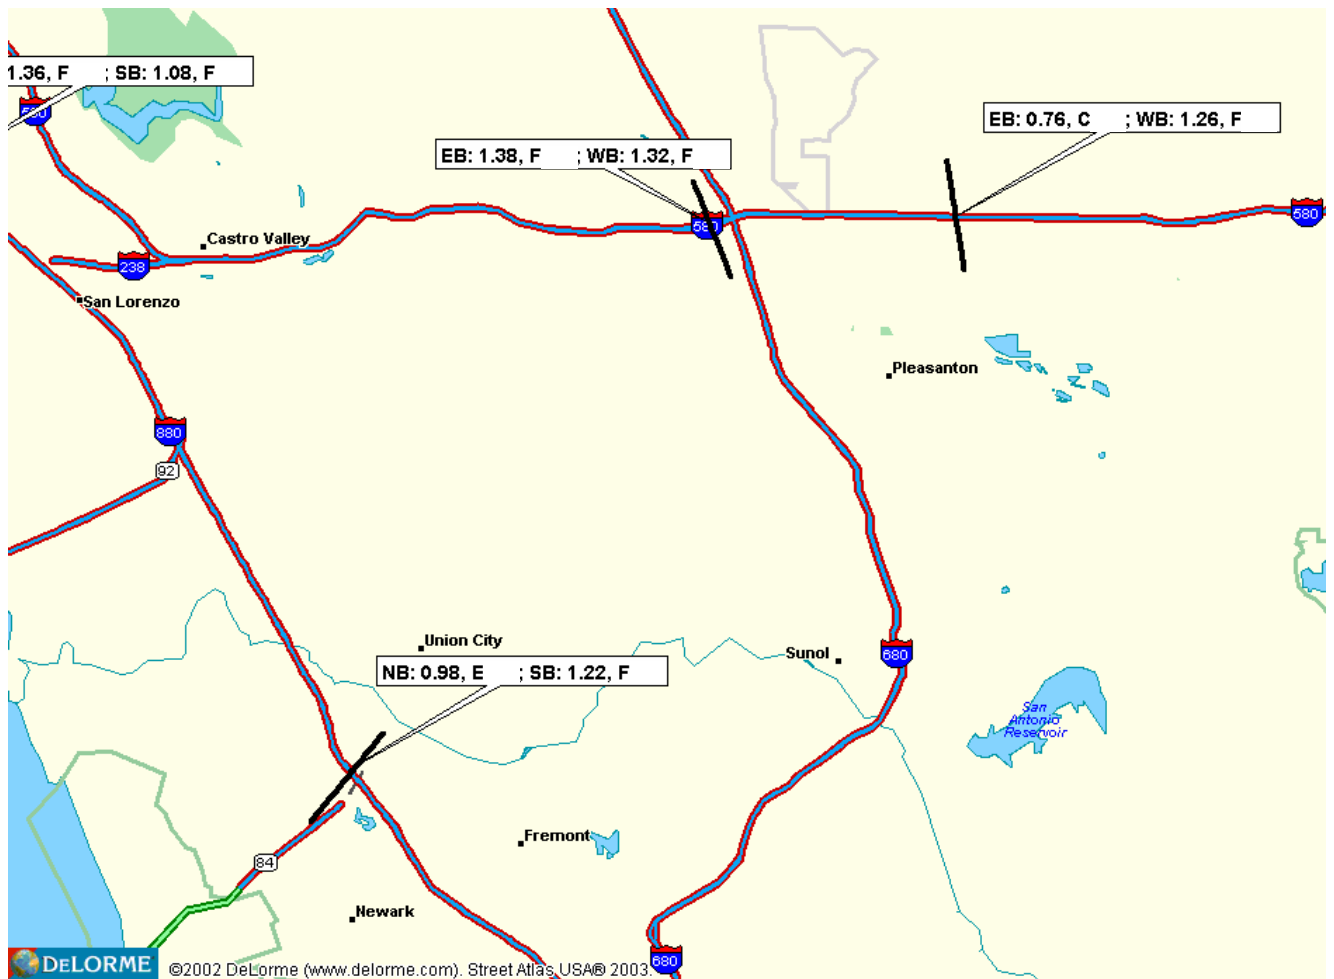 1.36, F ; SB: 1.08, F
EB: 0.76, C ; WB: 1.26, F
EB: 1.38, F ; WB: 1.32, F
580
580
580
Castro Valley
238
San Lorenzo
Pleasanton
880
92
Union City
Sunol
680
NB: 0.98, E ; SB: 1.22, F
San
Antonio
Reservoir
Fremont
84
Newark
680
DELORME
©2002 DeLorme (www.delorme.com). Street Atlas USA® 2003.